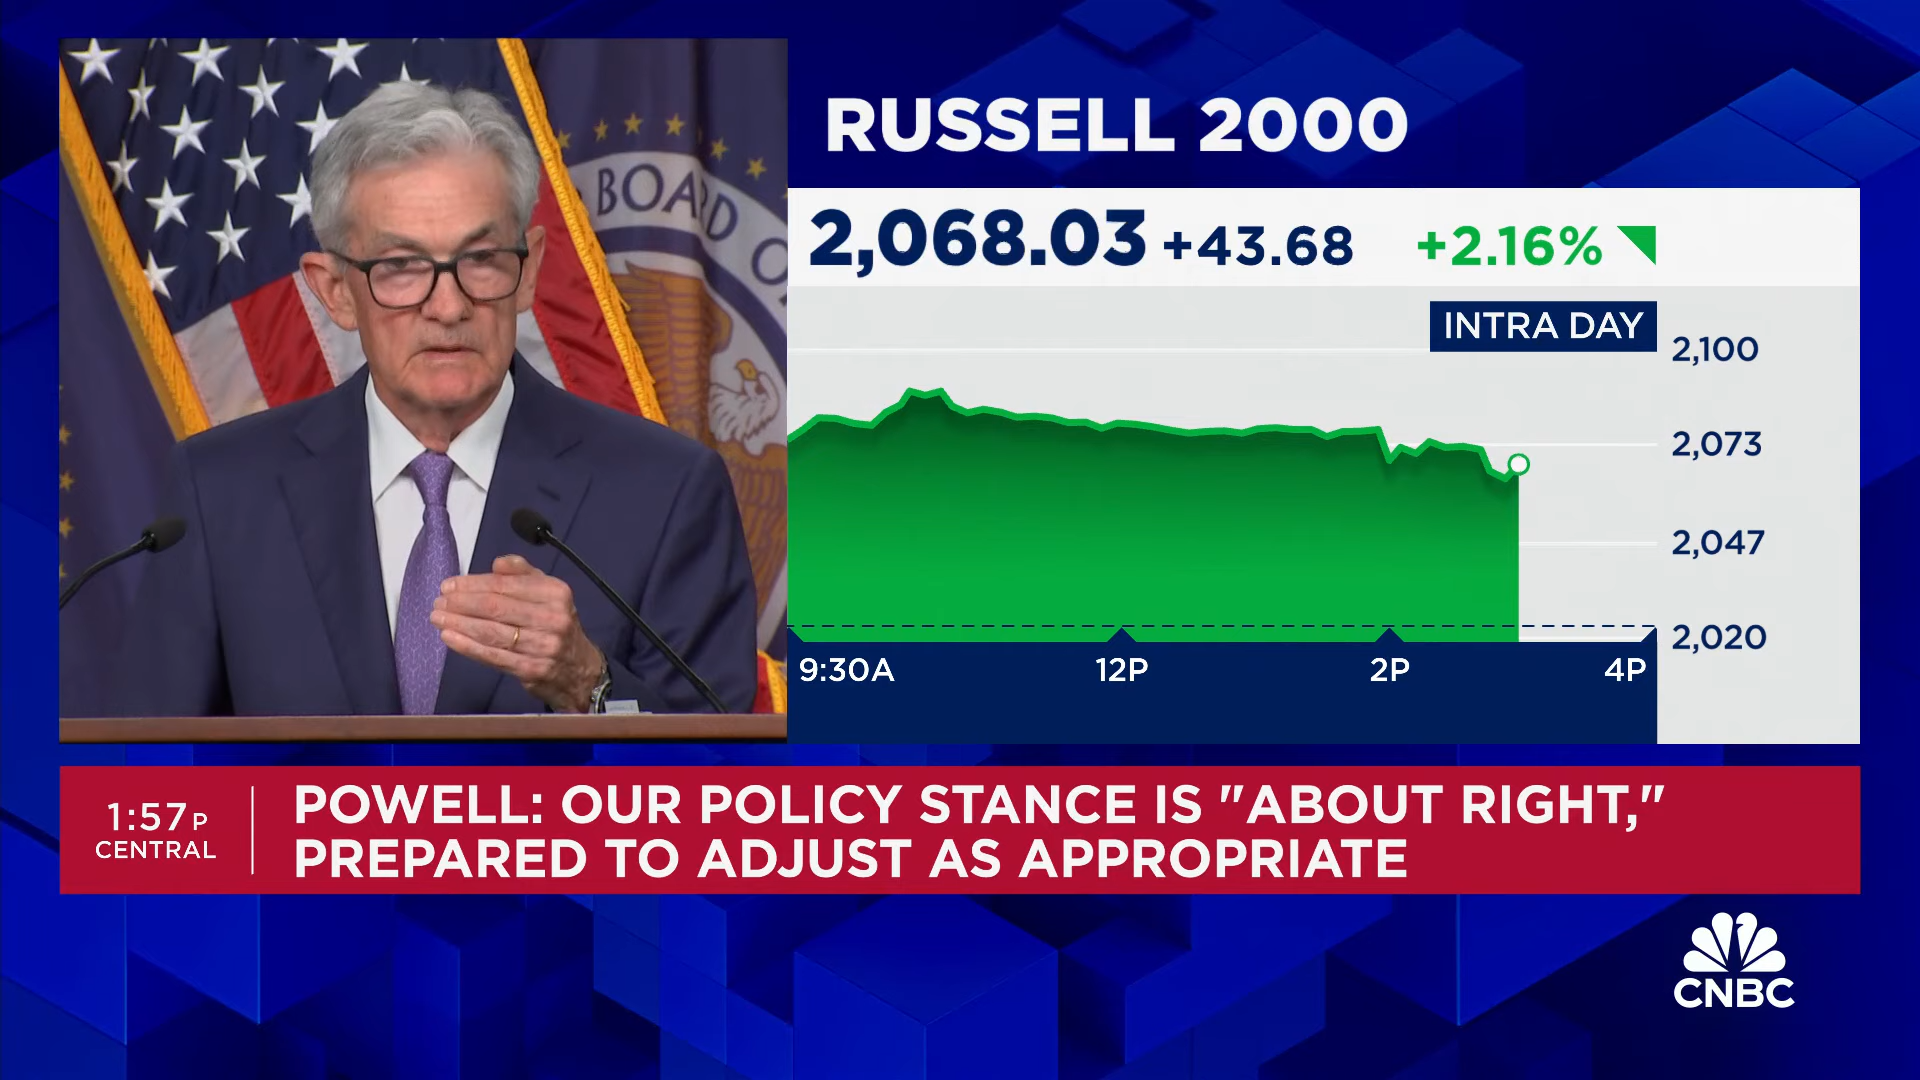 BOARD O
RUSSELL 2000
2,068.03 +43.68 +2.16%
INTRA DAY
2,100
2,073
2,047
2,020
9:30A 12P 2P 4P
1:57P
CENTRAL
POWELL: OUR POLICY STANCE IS "ABOUT RIGHT,"
PREPARED TO ADJUST AS APPROPRIATE
CNBC